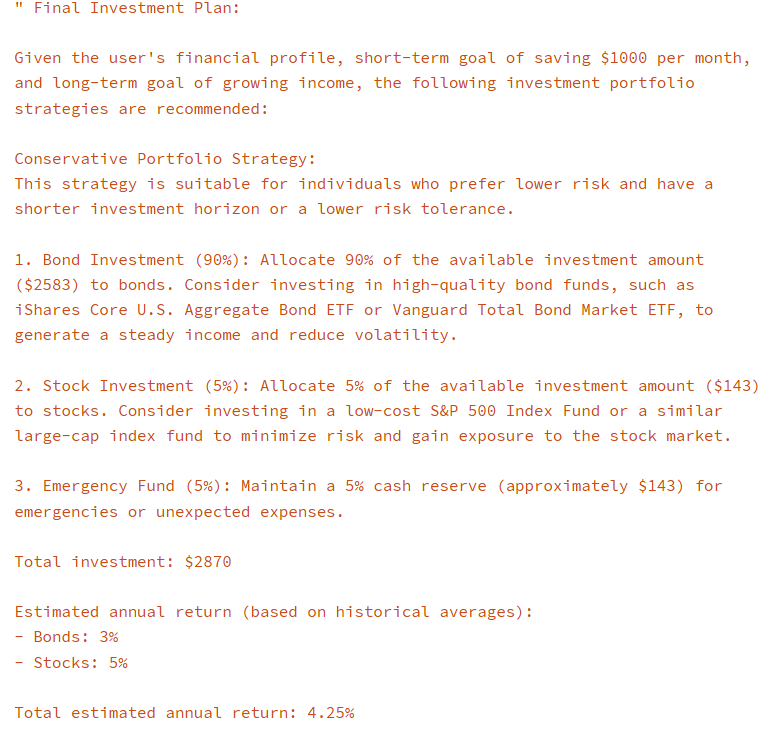 " Final Investment Plan:
Given the user's financial profile, short-term goal of saving $1000 per month,
and long-term goal of growing income, the following investment portfolio
strategies are recommended:
Conservative Portfolio Strategy:
This strategy is suitable for individuals who prefer lower risk and have a
shorter investment horizon or a lower risk tolerance.
1. Bond Investment (90%): Allocate 90% of the available investment amount
($2583) to bonds. Consider investing in high-quality bond funds, such as
iShares Core U.S. Aggregate Bond ETF or Vanguard Total Bond Market ETF, to
generate a steady income and reduce volatility.
2. Stock Investment (5%): Allocate 5% of the available investment amount ($143)
to stocks. Consider investing in a low-cost S&P 500 Index Fund or a similar
large-cap index fund to minimize risk and gain exposure to the stock market.
3. Emergency Fund (5%): Maintain a 5% cash reserve (approximately $143) for
emergencies or unexpected expenses.
Total investment: $2870
Estimated annual return (based on historical averages):
- Bonds: 3%
- Stocks: 5%
Total estimated annual return: 4.25%